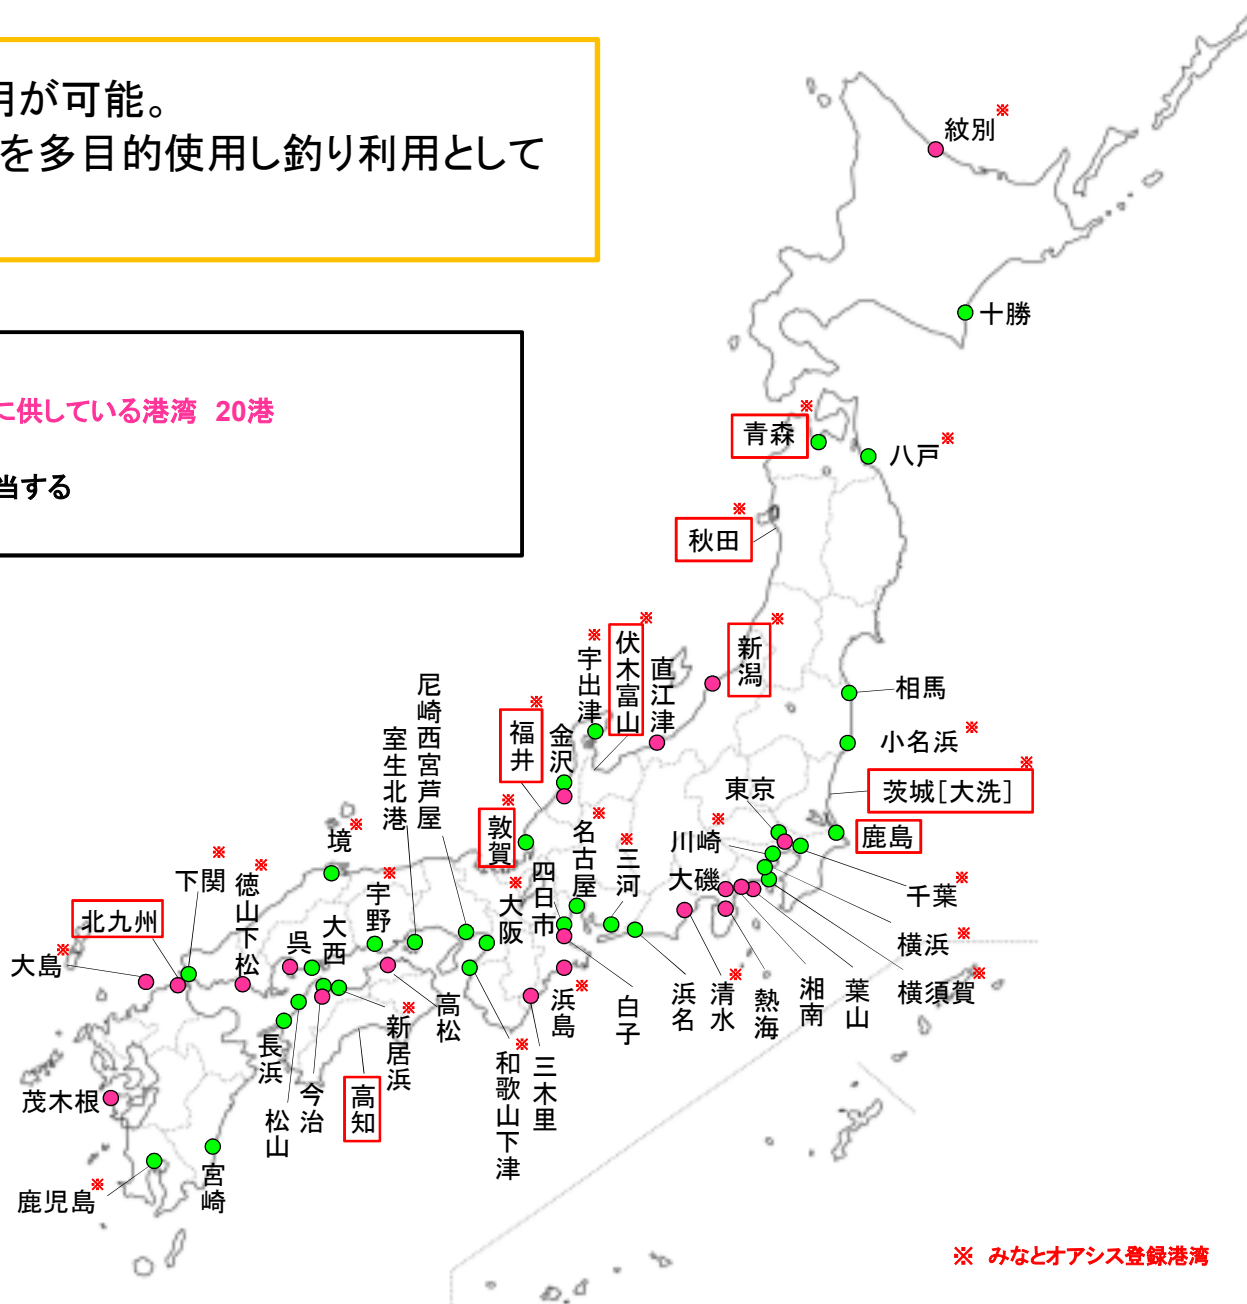 用が可能。
を多目的使用し釣り利用として
に供している港湾 20港
当する
紋別※
十勝
青森※
八戸※
秋田※
新潟※
直江津
伏木富山※
宇出津※
金沢
福井※
敦賀※
相馬
小名浜※
茨城[大洗]※
鹿島
東京
川崎※
大磯
千葉※
横浜※
横須賀※
葉山
湘南
熱海
清水※
浜名
三河※
名古屋※
四日市
白子
浜島※
三木里
大阪※
和歌山下津※
尼崎西宮芦屋
室生北港
境※
宇野※
高松
新居浜※
大西
呉
今治
松山
長浜
高知
徳山下松※
下関※
北九州
大島※
茂木根
宮崎
鹿児島※
※ みなとオアシス登録港湾